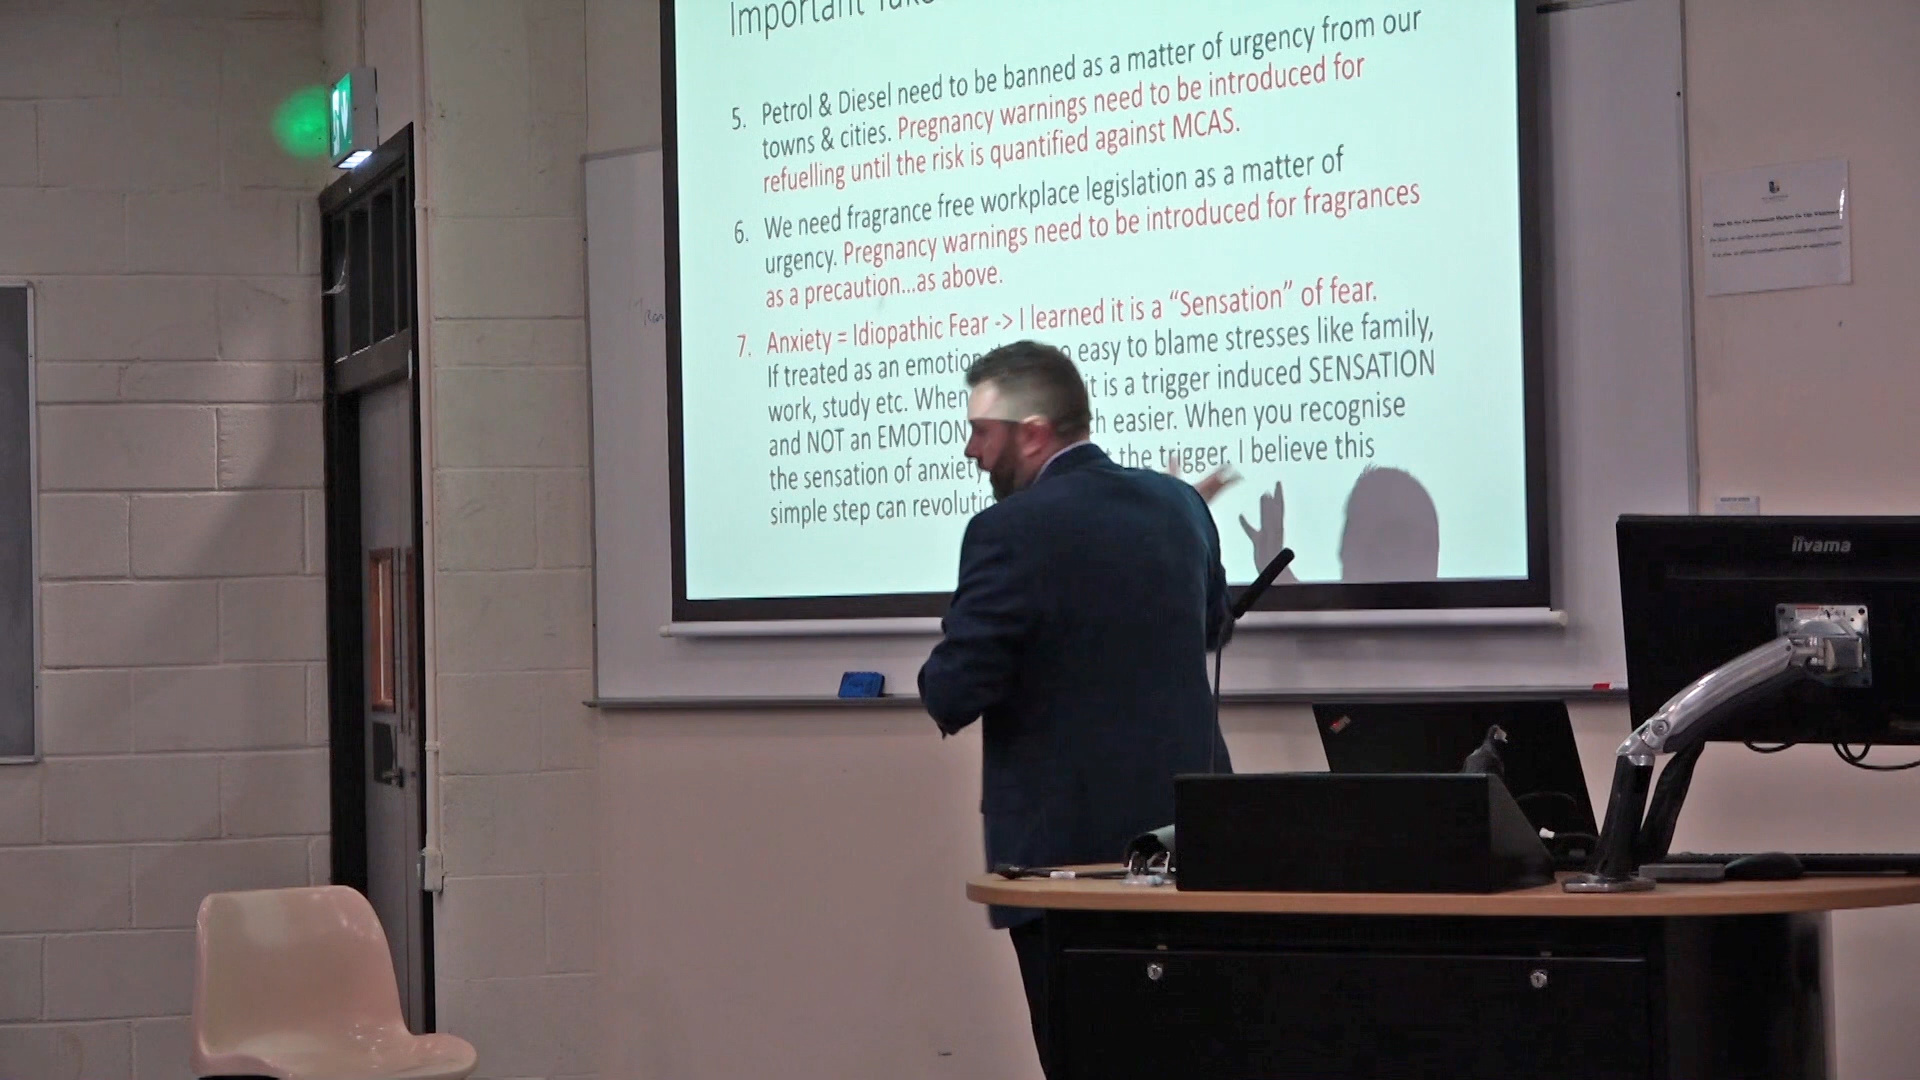 Important
5. Petrol & Diesel need to be banned as a matter of urgency from our
towns & cities. Pregnancy warnings need to be introduced for
refuelling until the risk is quantified against MCAS.
6. We need fragrance free workplace legislation as a matter of
urgency. Pregnancy warnings need to be introduced for fragrances
as a precaution...as above.
7. Anxiety = Idiopathic Fear -> I learned it is a “Sensation” of fear.
If treated as an emotion easy to blame stresses like family,
work, study etc. When it is a trigger induced SENSATION
and NOT an EMOTION easier. When you recognise
the sensation of anxiety the trigger. I believe this
simple step can
iiyama